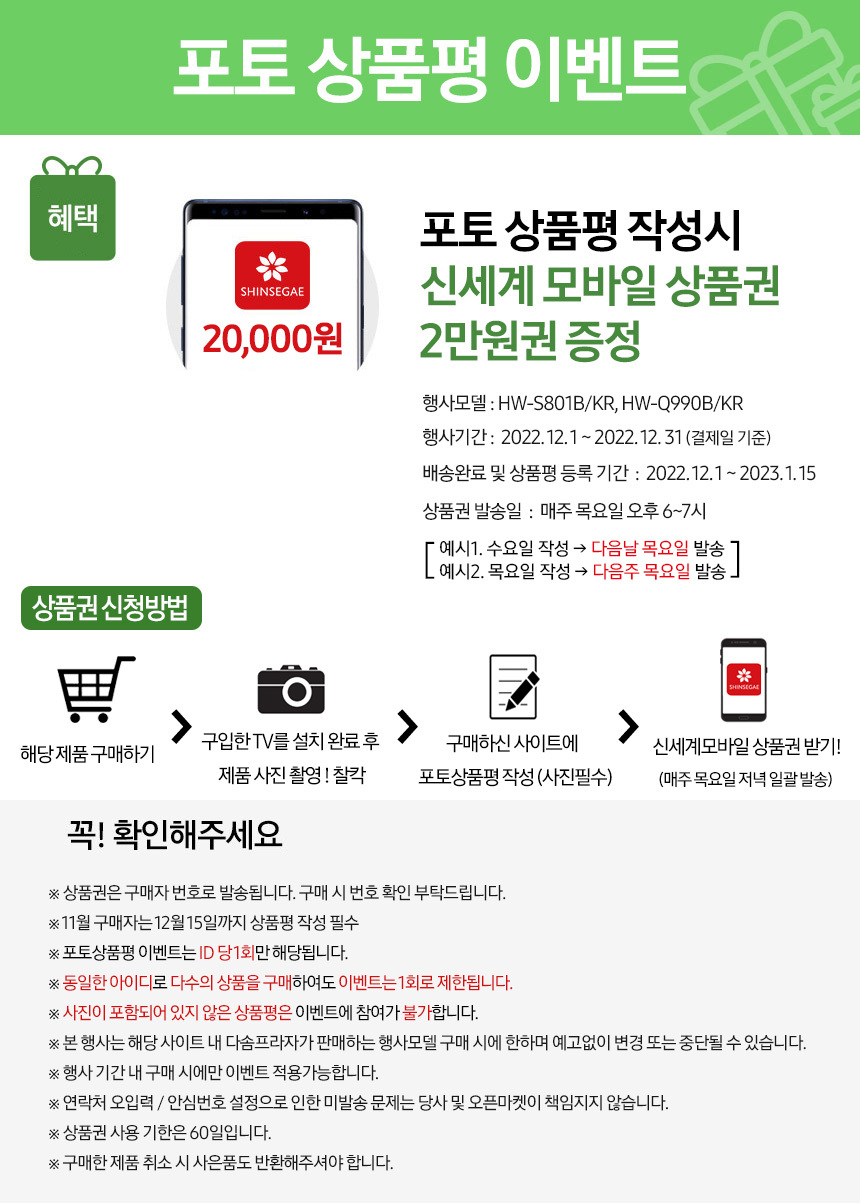 포토 상품평 이벤트
혜택
SHINSEGAE
20,000원
포토 상품평 작성시
신세계 모바일 상품권
2만원권 증정
행사모델 : HW-S801B/KR, HW-Q990B/KR
행사기간 : 2022.12.1 ~ 2022.12. 31 (결제일 기준)
배송완료 및 상품평 등록 기간 : 2022.12.1 ~ 2023.1.15
상품권 발송일 : 매주 목요일 오후 6~7시
[ 예시1. 수요일 작성 → 다음날 목요일 발송 ]
[ 예시2. 목요일 작성 → 다음주 목요일 발송 ]
상품권 신청방법
해당 제품 구매하기
구입한 TV를 설치 완료 후
제품 사진 촬영 ! 찰칵
구매하신 사이트에
포토상품평 작성 (사진필수)
SHINSEGAE
신세계모바일 상품권 받기!
(매주 목요일 저녁 일괄 발송)
꼭! 확인해주세요
※ 상품권은 구매자 번호로 발송됩니다. 구매 시 번호 확인 부탁드립니다.
※ 11월 구매자는 12월 15일까지 상품평 작성 필수
※ 포토상품평 이벤트는 ID 당 1회만 해당됩니다.
※ 동일한 아이디로 다수의 상품을 구매하여도 이벤트는 1회로 제한됩니다.
※ 사진이 포함되어 있지 않은 상품평은 이벤트에 참여가 불가합니다.
※ 본 행사는 해당 사이트 내 다솜프라자가 판매하는 행사모델 구매 시에 한하며 예고없이 변경 또는 중단될 수 있습니다.
※ 행사 기간 내 구매 시에만 이벤트 적용가능합니다.
※ 연락처 오입력 / 안심번호 설정으로 인한 미발송 문제는 당사 및 오픈마켓이 책임지지 않습니다.
※ 상품권 사용 기한은 60일입니다.
※ 구매한 제품 취소 시 사은품도 반환해주셔야 합니다.